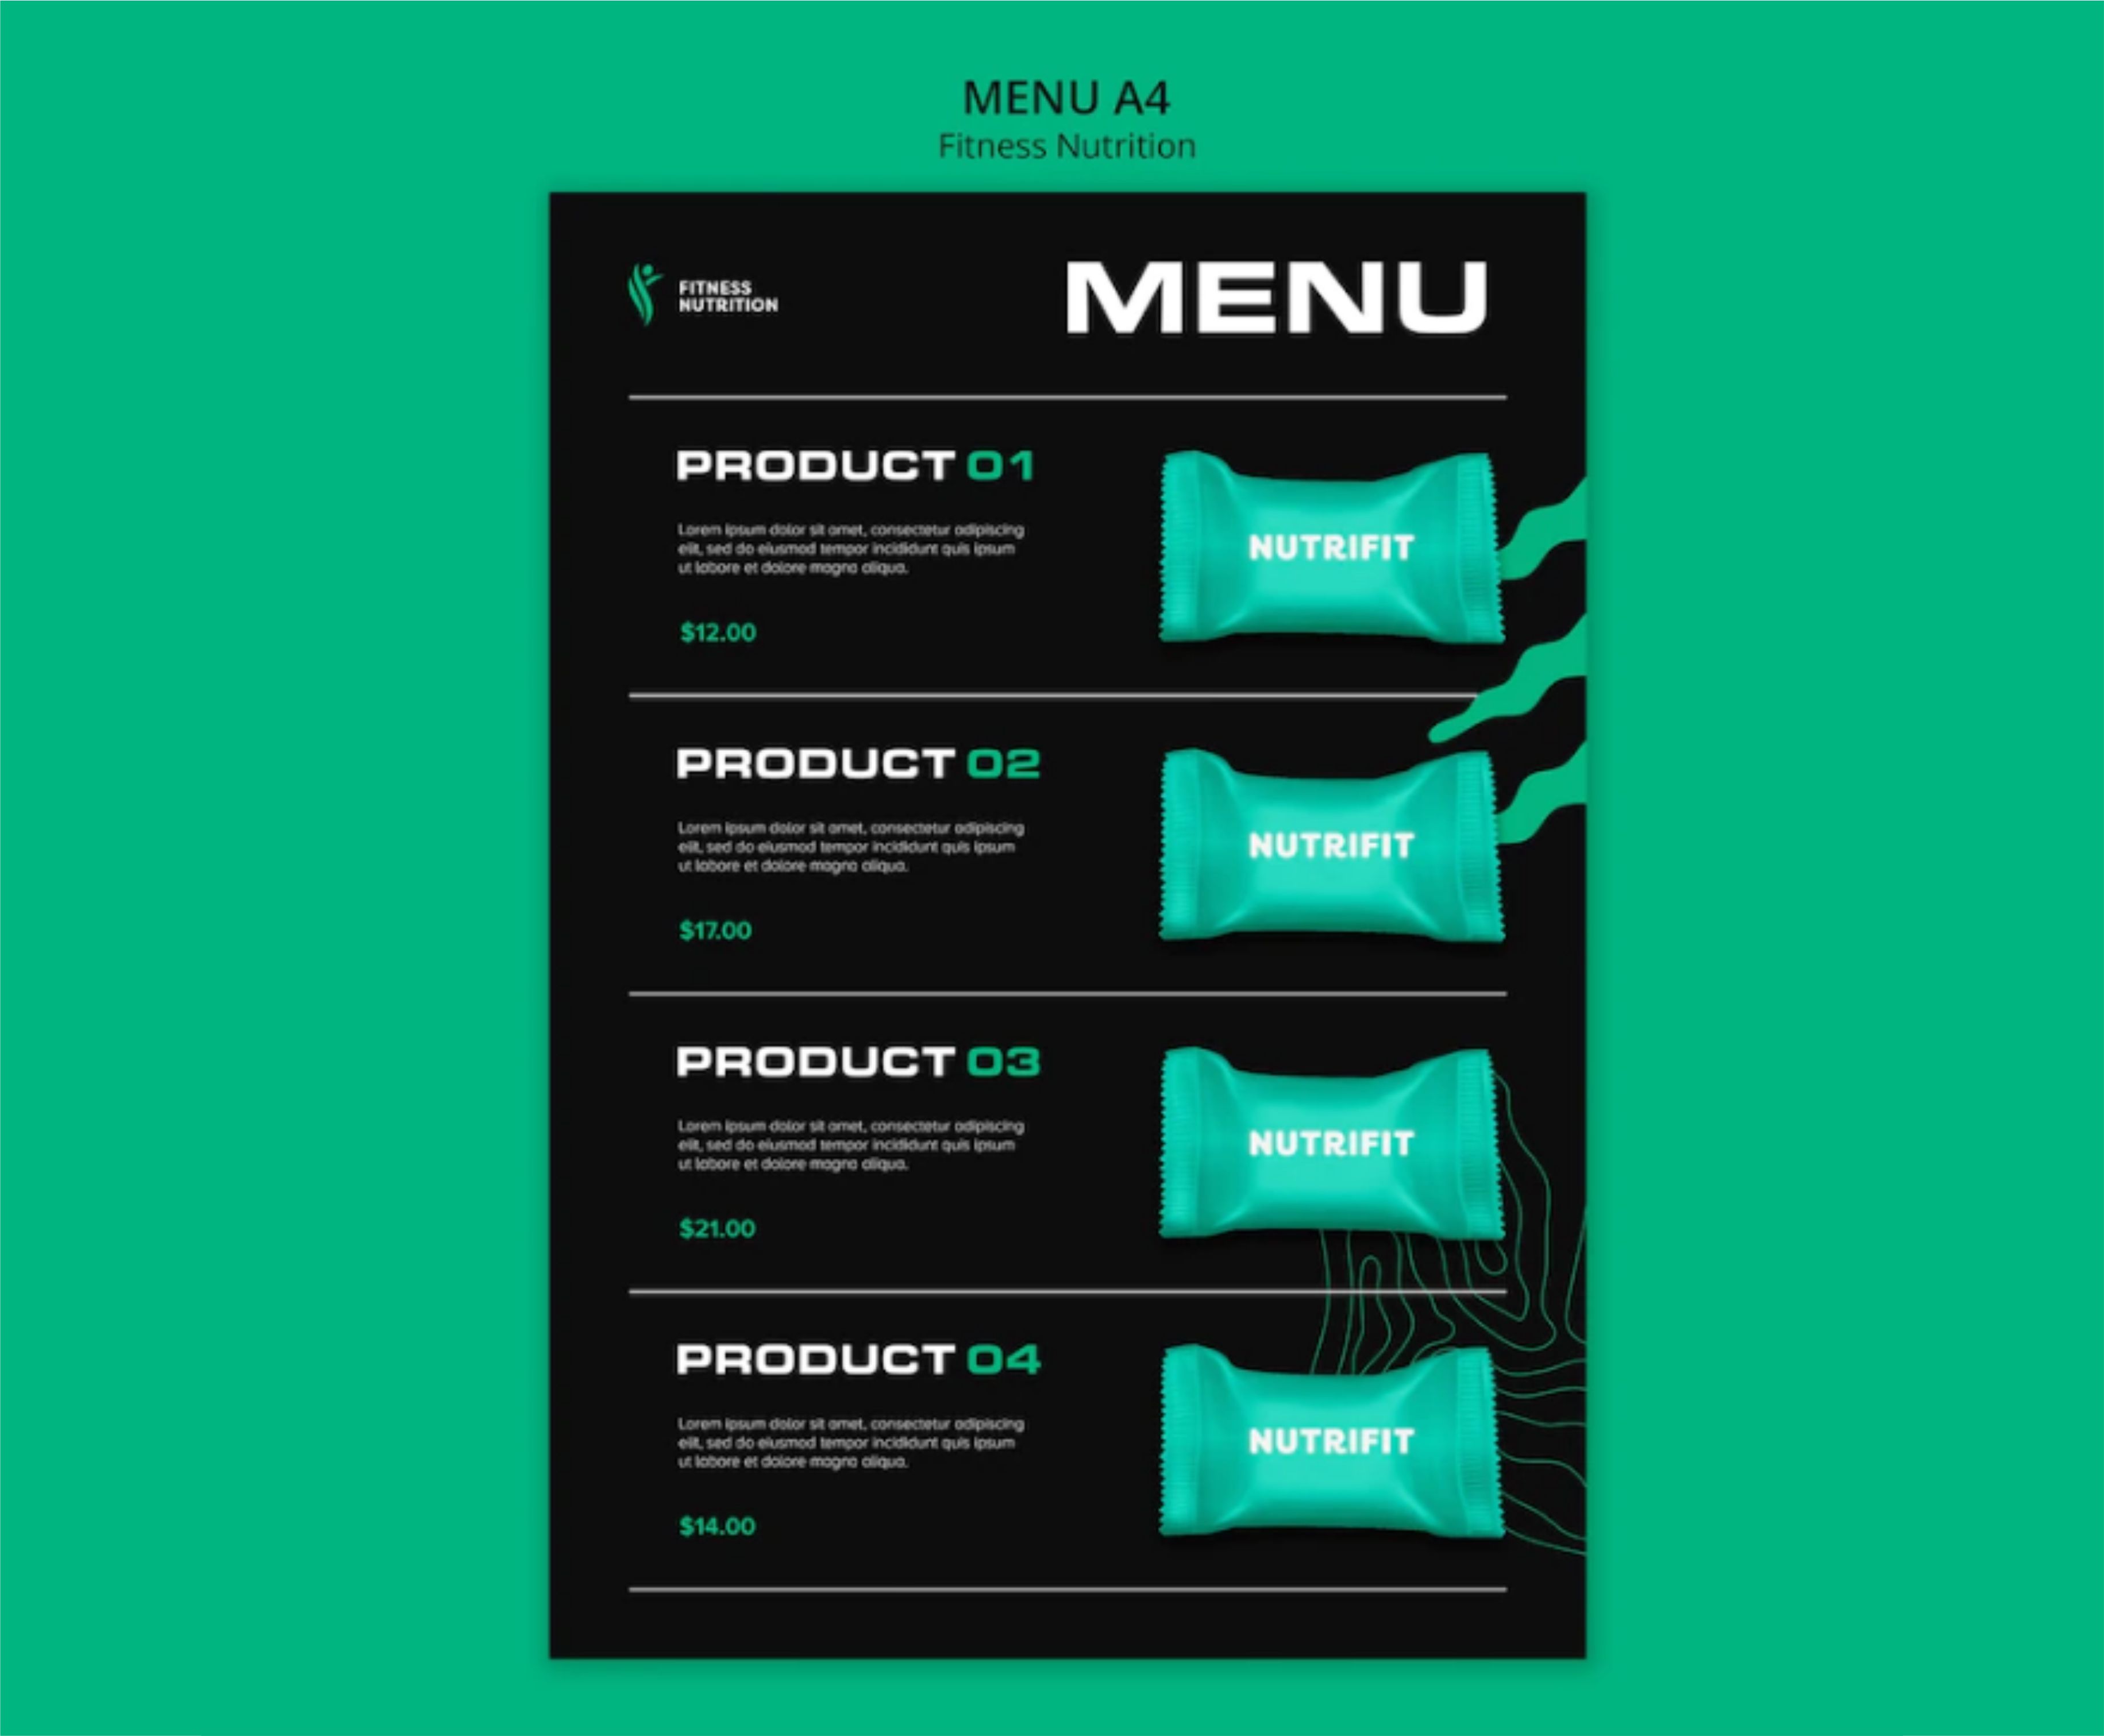 MENU A4
Fitness Nutrition
FITNESS
NUTRITION
MENU
PRODUCT 01
Lorem ipsum dolor sit amet, consectetur adipiscing
elit, sed do eiusmod tempor incididunt quis ipsum
ut labore et dolore magna aliqua.
$12.00
NUTRIFIT
PRODUCT 02
Lorem ipsum dolor sit amet, consectetur adipiscing
elit, sed do eiusmod tempor incididunt quis ipsum
ut labore et dolore magna aliqua.
$17.00
NUTRIFIT
PRODUCT 03
Lorem ipsum dolor sit amet, consectetur adipiscing
elit, sed do eiusmod tempor incididunt quis ipsum
ut labore et dolore magna aliqua.
$21.00
NUTRIFIT
PRODUCT 04
Lorem ipsum dolor sit amet, consectetur adipiscing
elit, sed do eiusmod tempor incididunt quis ipsum
ut labore et dolore magna aliqua.
$14.00
NUTRIFIT